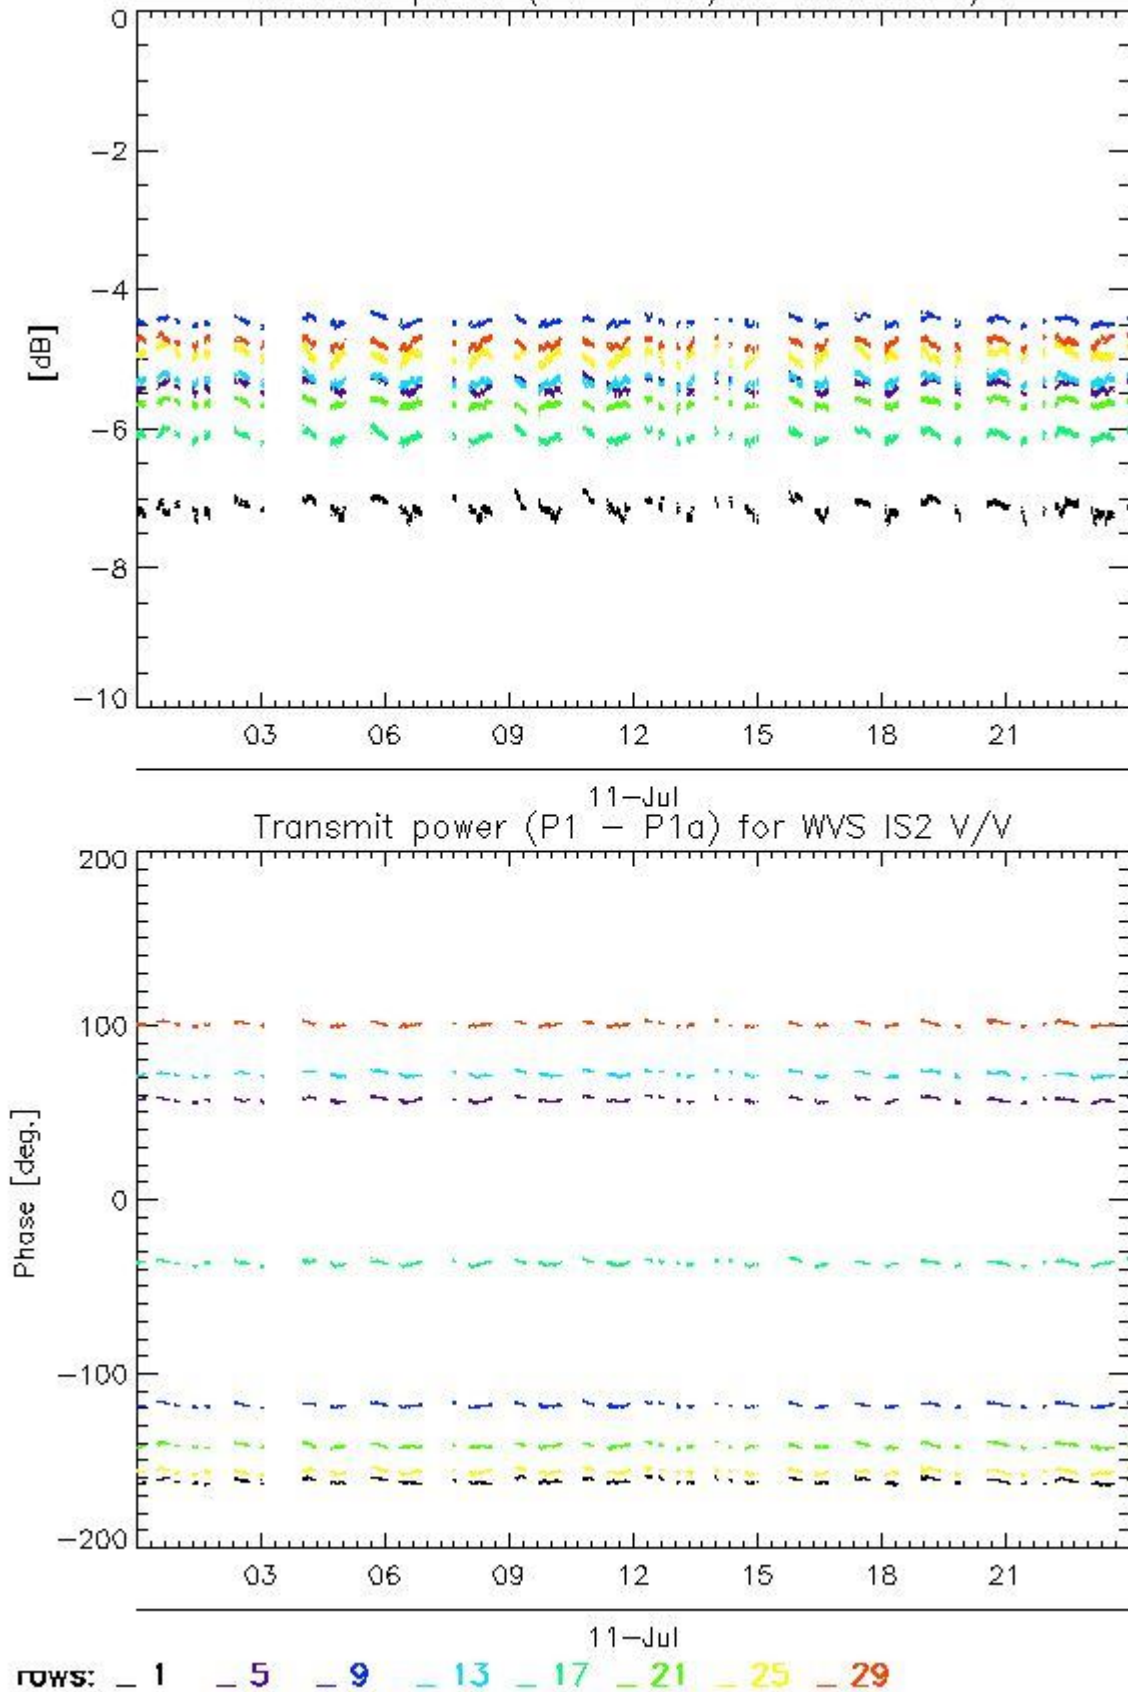 0
-2
-4
[dB]
-6
-8
-10
03 06 09 12 15 18 21
11-Jul
Transmit power (P1 - P1a) for WVS IS2 V/V
200
100
Phase [deg.]
0
-100
-200
03 06 09 12 15 18 21
11-Jul
rows: _ 1 _ 5 _ 9 _ 13 _ 17 _ 21 _ 25 _ 29